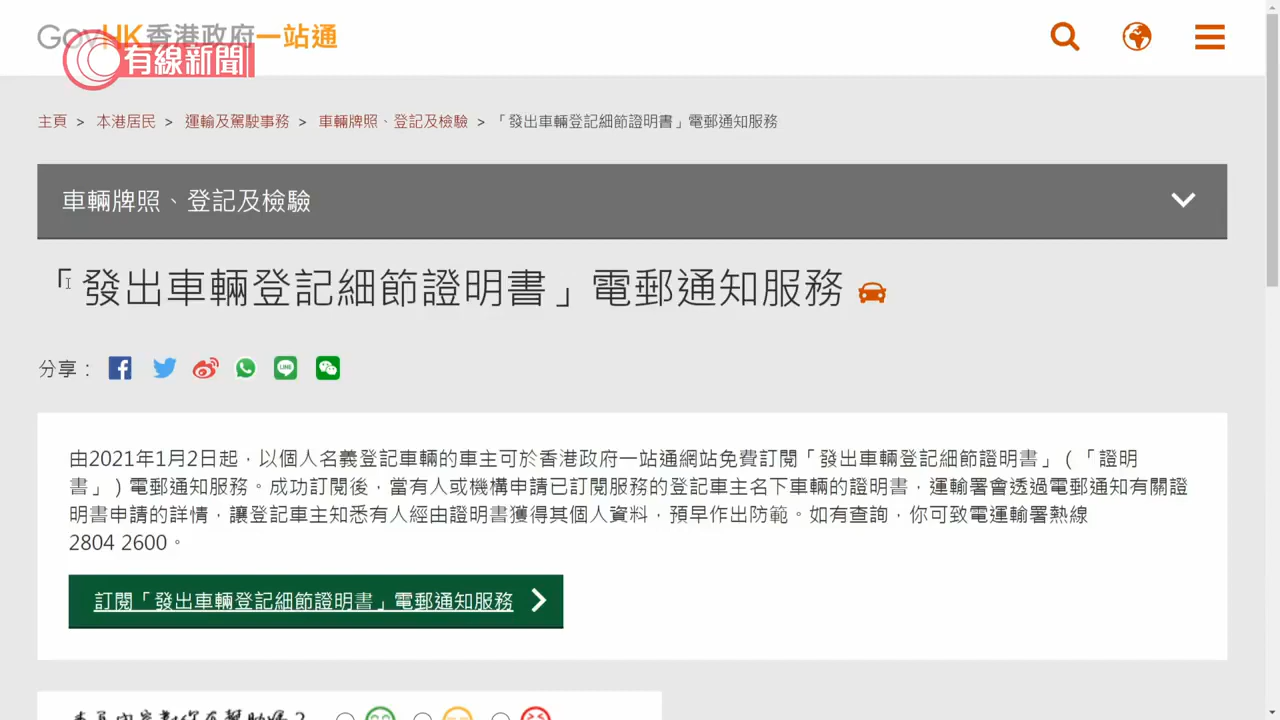 GovHK 香港政府一站通
有線新聞
主頁 > 本港居民 > 運輸及駕駛事務 > 車輛牌照、登記及檢驗 > 「發出車輛登記細節證明書」電郵通知服務
車輛牌照、登記及檢驗
「發出車輛登記細節證明書」電郵通知服務
分享：
由2021年1月2日起，以個人名義登記車輛的車主可於香港政府一站通網站免費訂閱「發出車輛登記細節證明書」（「證明
書」）電郵通知服務。成功訂閱後，當有人或機構申請已訂閱服務的登記車主名下車輛的證明書，運輸署會透過電郵通知有關證
明書申請的詳情，讓登記車主知悉有人經由證明書獲得其個人資料，預早作出防範。如有查詢，你可致電運輸署熱線
2804 2600。
訂閱「發出車輛登記細節證明書」電郵通知服務